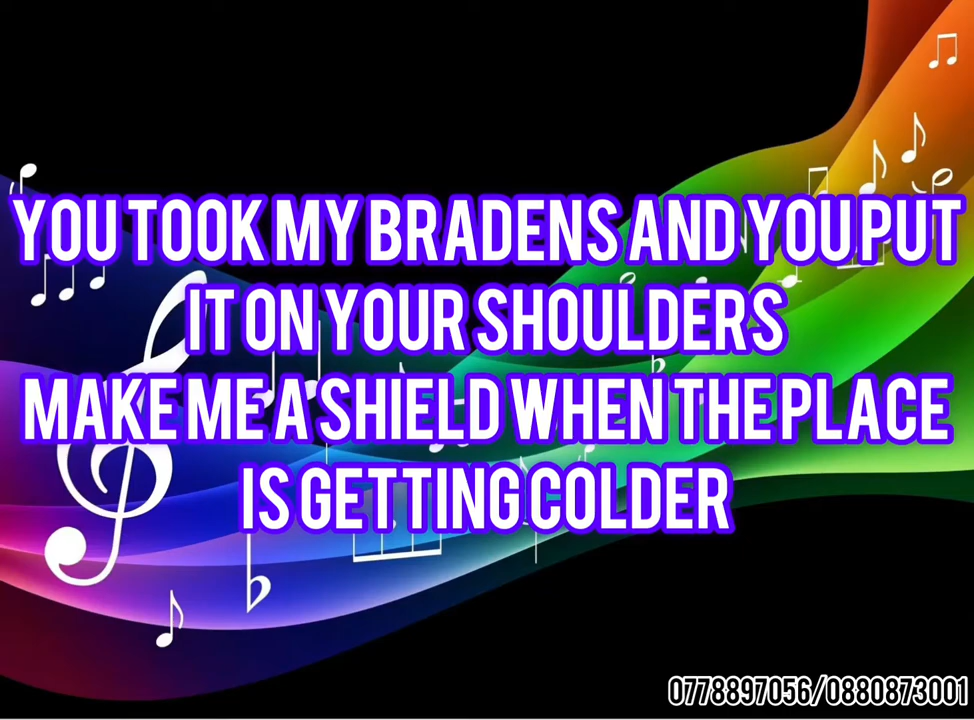 YOU TOOK MY BRADENS AND YOU PUT
IT ON YOUR SHOULDERS
MAKE ME A SHIELD WHEN THE PLACE
IS GETTING COLDER
0778897056/0880873001